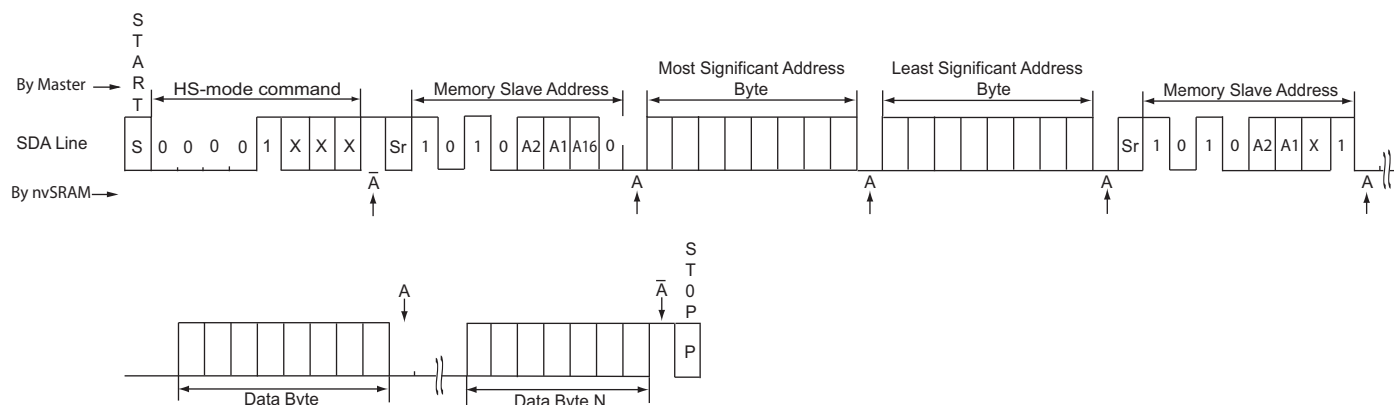 START
By Master
HS-mode command
Memory Slave Address
Most Significant Address
Byte
Least Significant Address
Byte
Memory Slave Address
SDA Line
S 0 0 0 0 1 X X X Sr 1 0 1 0 A2 A1 A16 0 Sr 1 0 1 0 A2 A1 X 1
By nvSRAM
A̅ A A A A
A
A̅
ST0P
P
Data Byte
Data Byte N